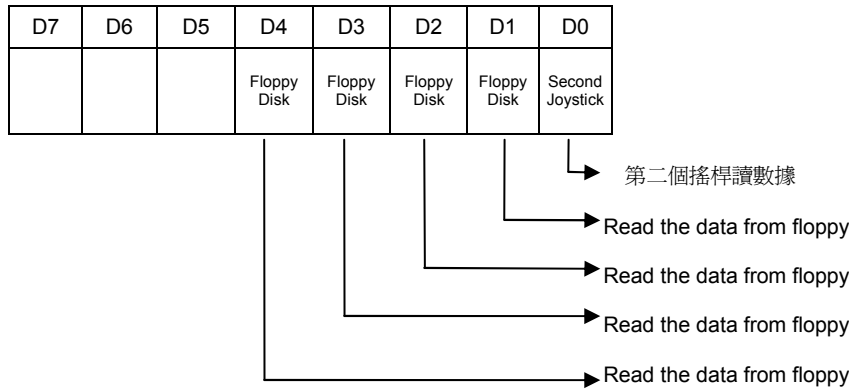 D7 D6 D5 D4 D3 D2 D1 D0
Floppy Disk Floppy Disk Floppy Disk Floppy Disk Second Joystick
第二個搖桿讀數據
Read the data from floppy
Read the data from floppy
Read the data from floppy
Read the data from floppy